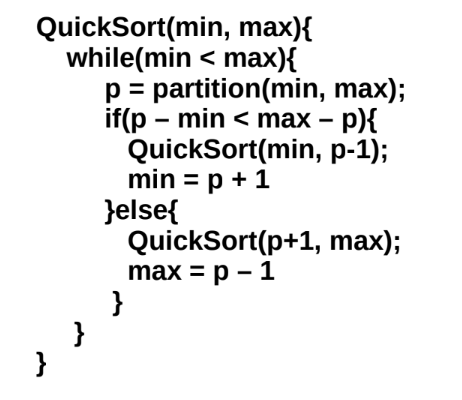 QuickSort(min, max){
while(min < max){
p = partition(min, max);
if(p – min < max – p){
QuickSort(min, p-1);
min = p + 1
}else{
QuickSort(p+1, max);
max = p – 1
}
}
}